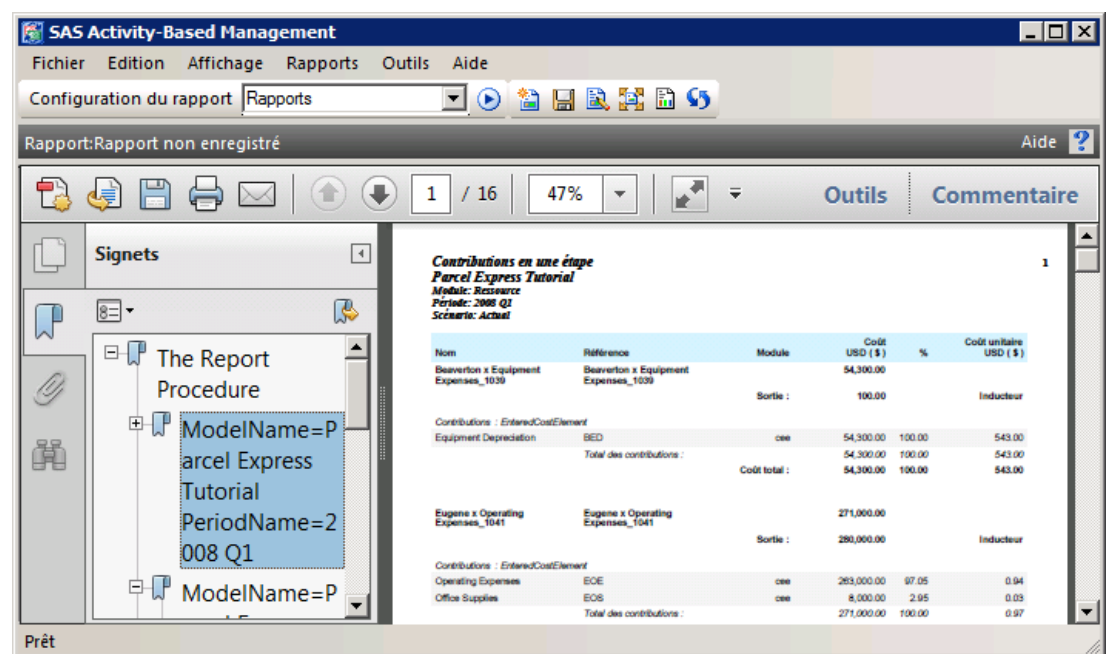 SAS Activity-Based Management
Fichier Edition Affichage Rapports Outils Aide
Configuration du rapport Rapports
Rapport:Rapport non enregistré Aide ?
1 / 16 47% Outils Commentaire
Signets
The Report
Procedure
ModelName=P
arcel Express
Tutorial
PeriodName=2
008 Q1
ModelName=P
Contributions en une étape 1
Parcel Express Tutorial
Module: Ressource
Période: 2008 Q1
Scénario: Actual
Nom Référence Module Coût USD ( $ ) % Coût unitaire USD ( $ )
Beaverton x Equipment Beaverton x Equipment 54,300.00
Expenses_1039 Expenses_1039
Sortie : 100.00 Inducteur
Contributions : EnteredCostElement
Equipment Depreciation BED cee 54,300.00 100.00 543.00
Total des contributions : 54,300.00 100.00 543.00
Coût total : 54,300.00 100.00 543.00
Eugene x Operating Eugene x Operating 271,000.00
Expenses_1041 Expenses_1041
Sortie : 280,000.00 Inducteur
Contributions : EnteredCostElement
Operating Expenses EOE cee 263,000.00 97.05 0.94
Office Supplies EOS cee 8,000.00 2.95 0.03
Total des contributions : 271,000.00 100.00 0.97
Prêt